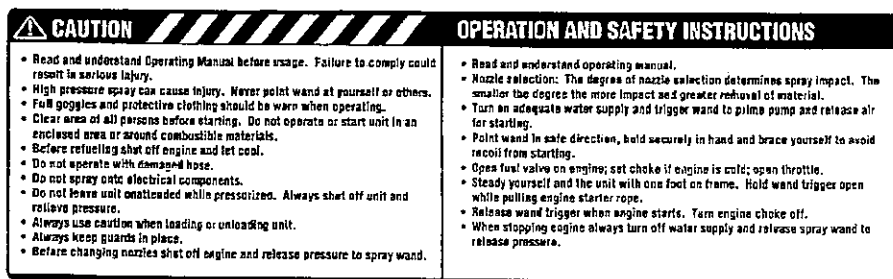 CAUTION
• Read and understand Operating Manual before usage. Failure to comply could
result in serious injury.
• High pressure spray can cause injury. Never point wand at yourself or others.
• Full goggles and protective clothing should be worn when operating.
• Clear area of all persons before starting. Do not operate or start unit in an
enclosed area or around combustible materials.
• Before refueling shut off engine and let cool.
• Do not operate with damaged hose.
• Do not spray onto electrical components.
• Do not leave unit unattended while pressurized. Always shut off unit and
relieve pressure.
• Always use caution when loading or unloading unit.
• Always keep guards in place.
• Before changing nozzles shut off engine and release pressure to spray wand.
OPERATION AND SAFETY INSTRUCTIONS
• Read and understand operating manual.
• Nozzle selection: The degree of nozzle selection determines spray impact. The
smaller the degree the more impact and greater removal of material.
• Turn on adequate water supply and trigger wand to prime pump and release air
for starting.
• Point wand in safe direction, hold securely in hand and brace yourself to avoid
recoil from starting.
• Open fuel valve on engine; set choke if engine is cold; open throttle.
• Steady yourself and the unit with one foot on frame. Hold wand trigger open
while pulling engine starter rope.
• Release wand trigger when engine starts. Turn engine choke off.
• When stopping engine always turn off water supply and release spray wand to
release pressure.